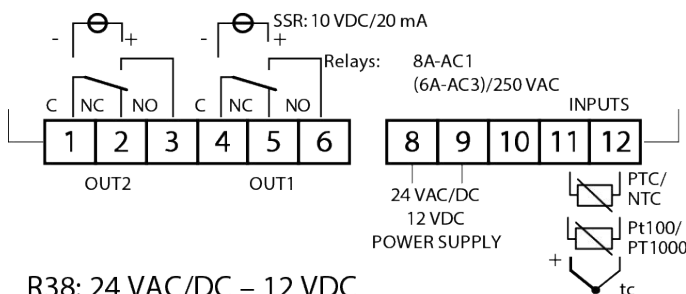 SSR: 10 VDC/20 mA
- + - +
Relays: 8A-AC1
(6A-AC3)/250 VAC
C NC NO C NC NO INPUTS
1 2 3 4 5 6 8 9 10 11 12
OUT2 OUT1
24 VAC/DC
12 VDC
POWER SUPPLY
PTC/
NTC
Pt100/
PT1000
+
tc
R38: 24 VAC/DC – 12 VDC